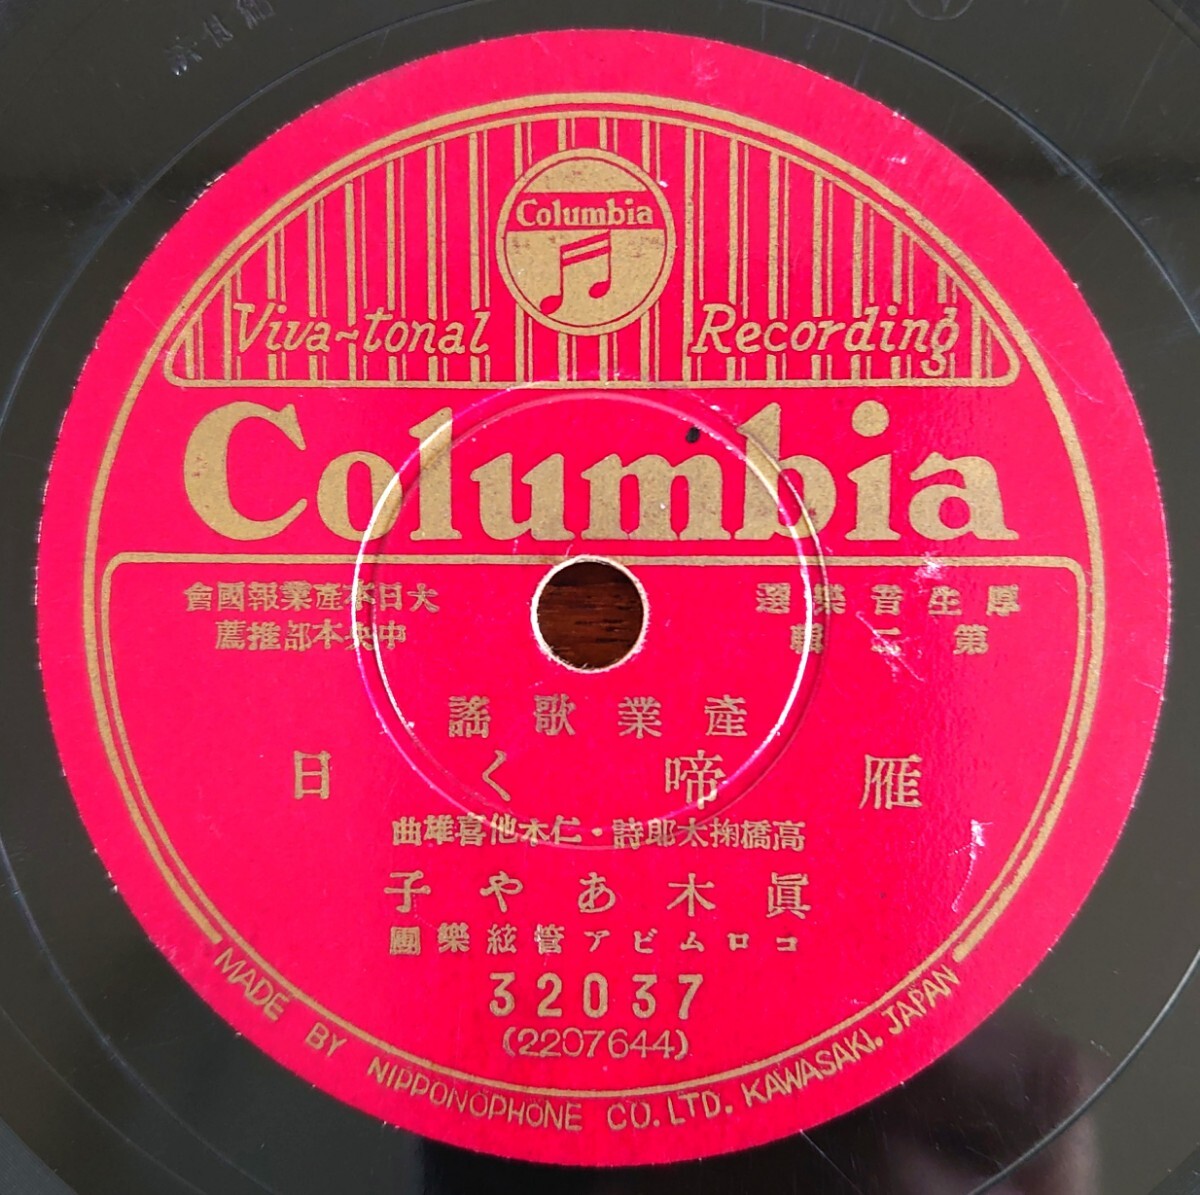 Columbia
Viva-tonal Recording
Columbia
厚生音樂選
第二輯
大日本產業報國會
中央本部推薦
產業歌謠
雁啼く日
高橋掬太郎詩・仁木他喜雄曲
眞木あや子
コロムビア管絃樂團
32037
(2207644)
MADE BY NIPPONOPHONE CO. LTD. KAWASAKI. JAPAN